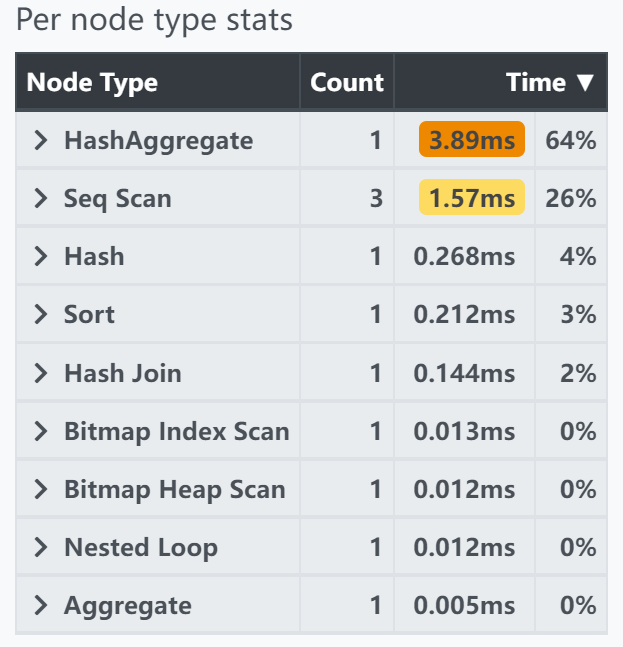 Per node type stats
Node Type Count Time ▼
HashAggregate 1 3.89ms 64%
Seq Scan 3 1.57ms 26%
Hash 1 0.268ms 4%
Sort 1 0.212ms 3%
Hash Join 1 0.144ms 2%
Bitmap Index Scan 1 0.013ms 0%
Bitmap Heap Scan 1 0.012ms 0%
Nested Loop 1 0.012ms 0%
Aggregate 1 0.005ms 0%